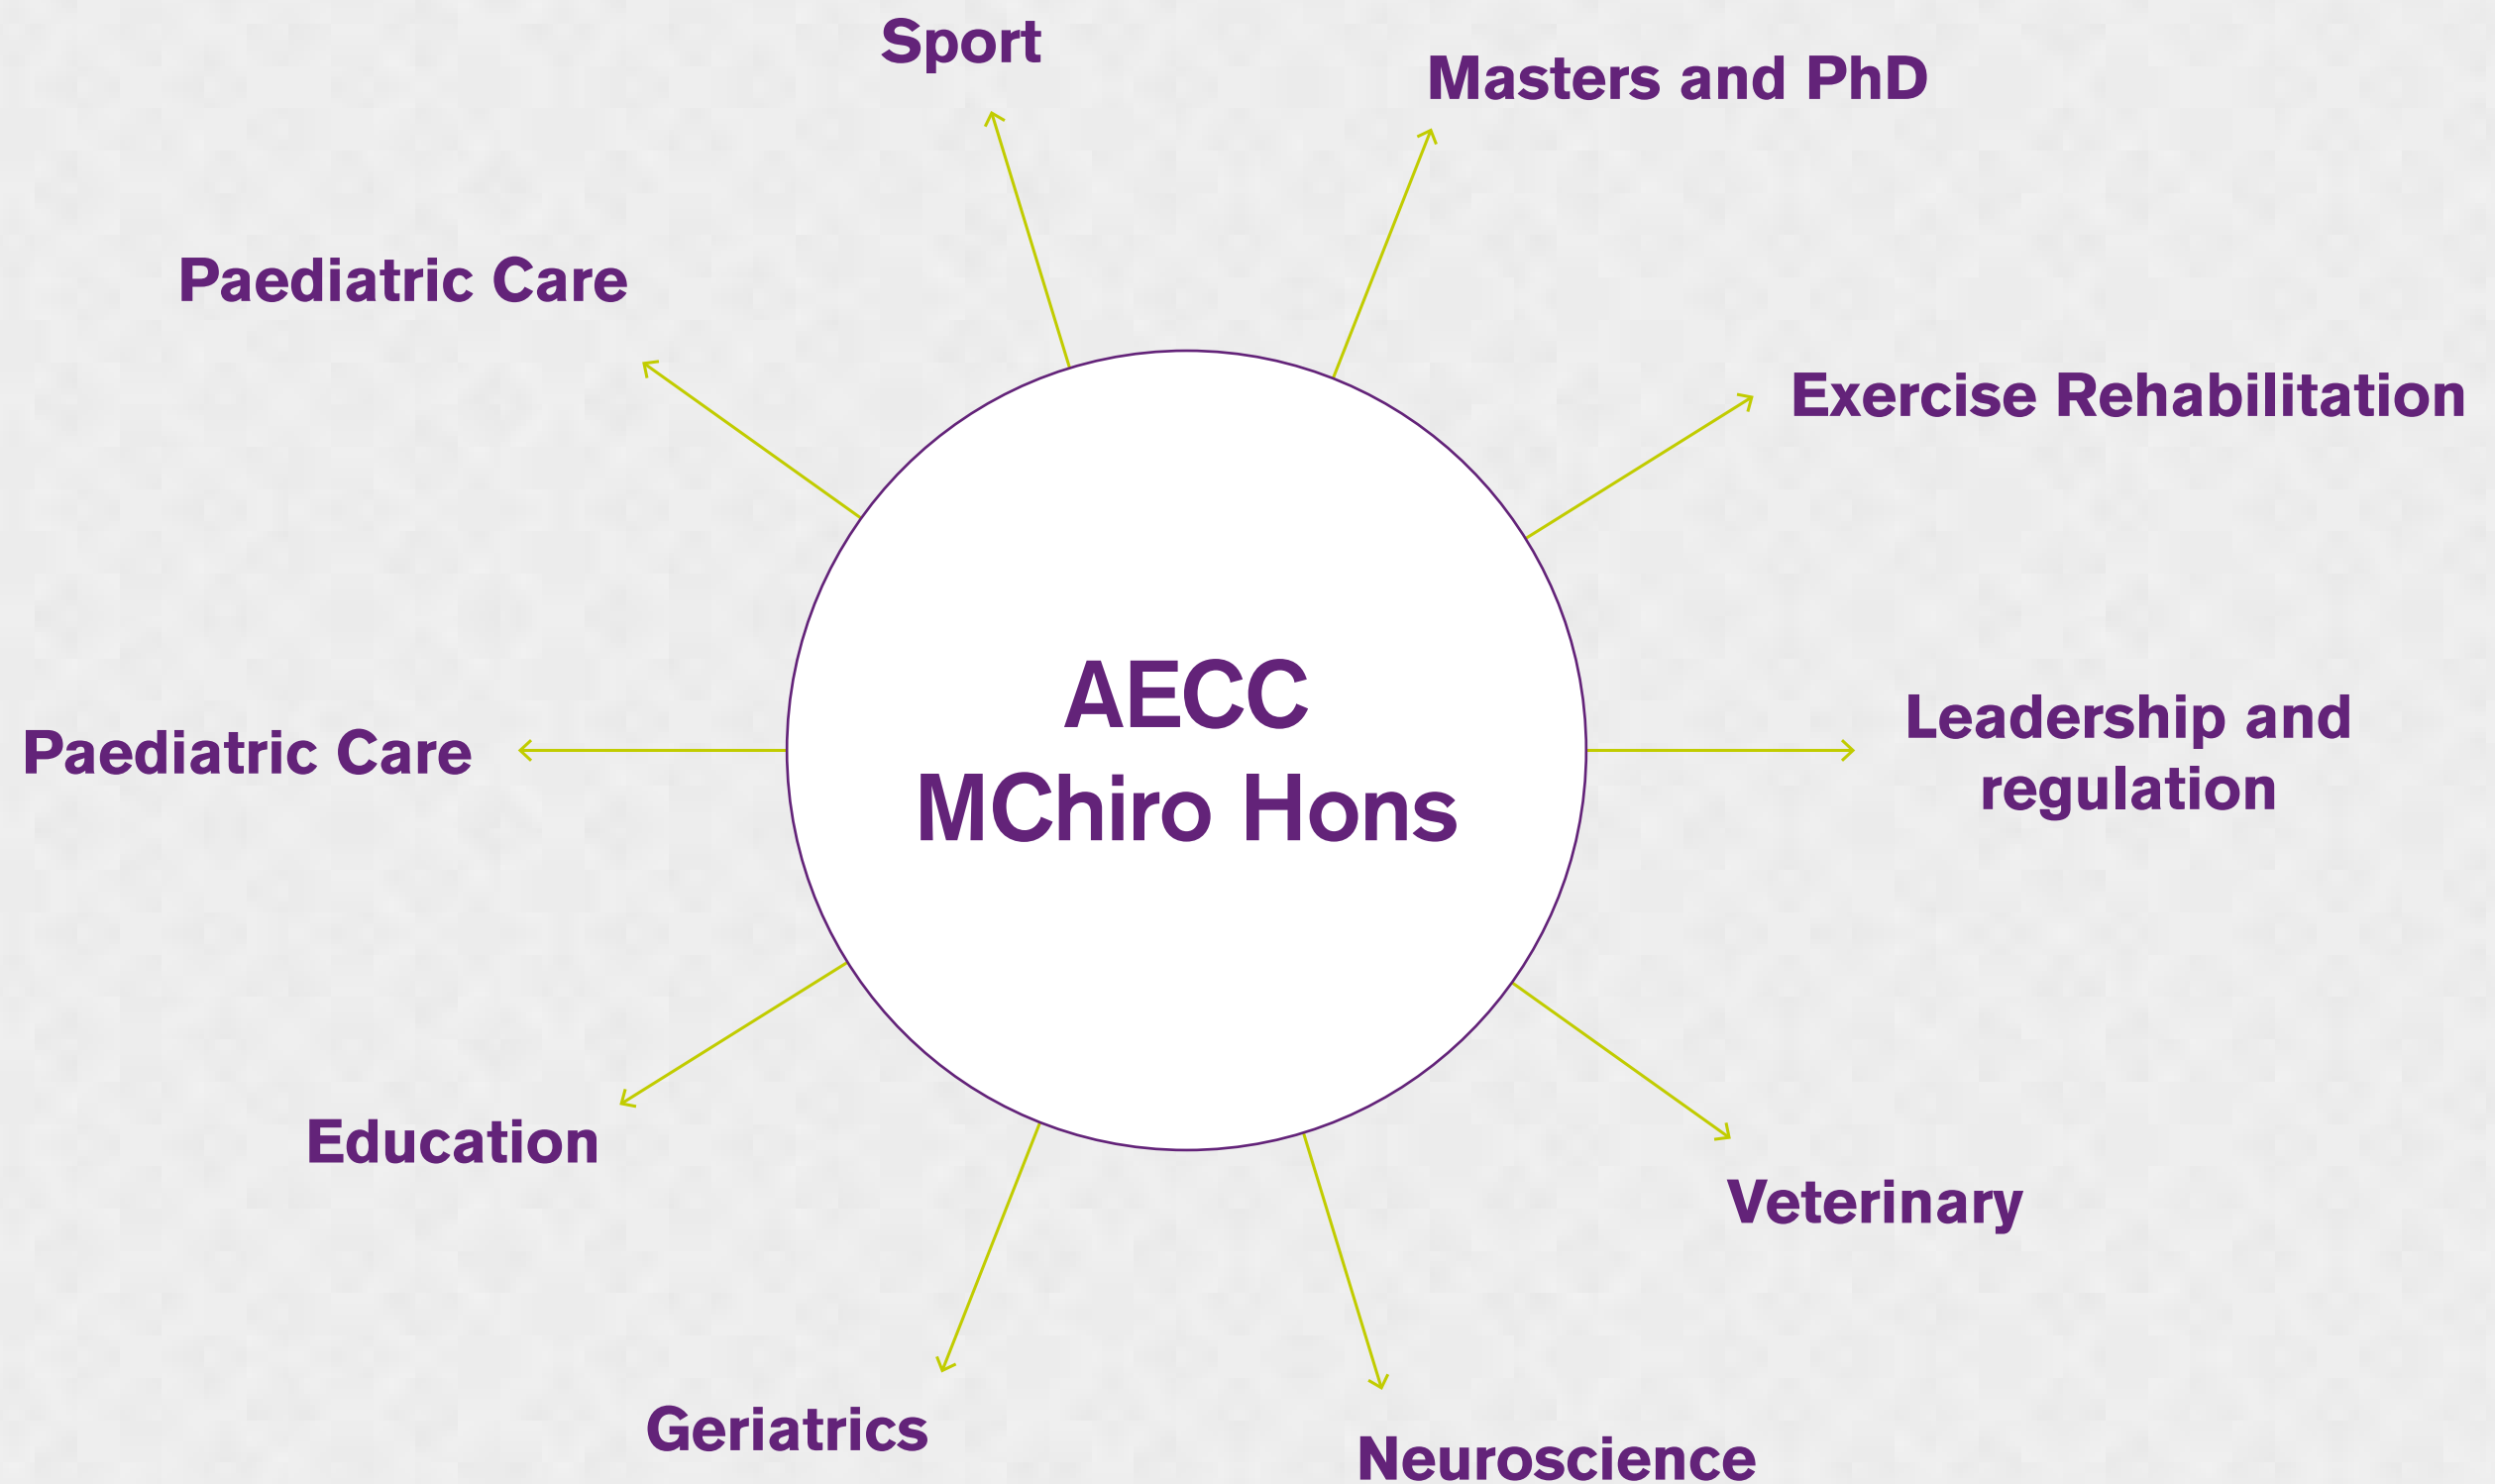 Sport
Masters and PhD
Paediatric Care
Exercise Rehabilitation
AECC
MChiro Hons
Paediatric Care
Leadership and
regulation
Education
Veterinary
Geriatrics
Neuroscience